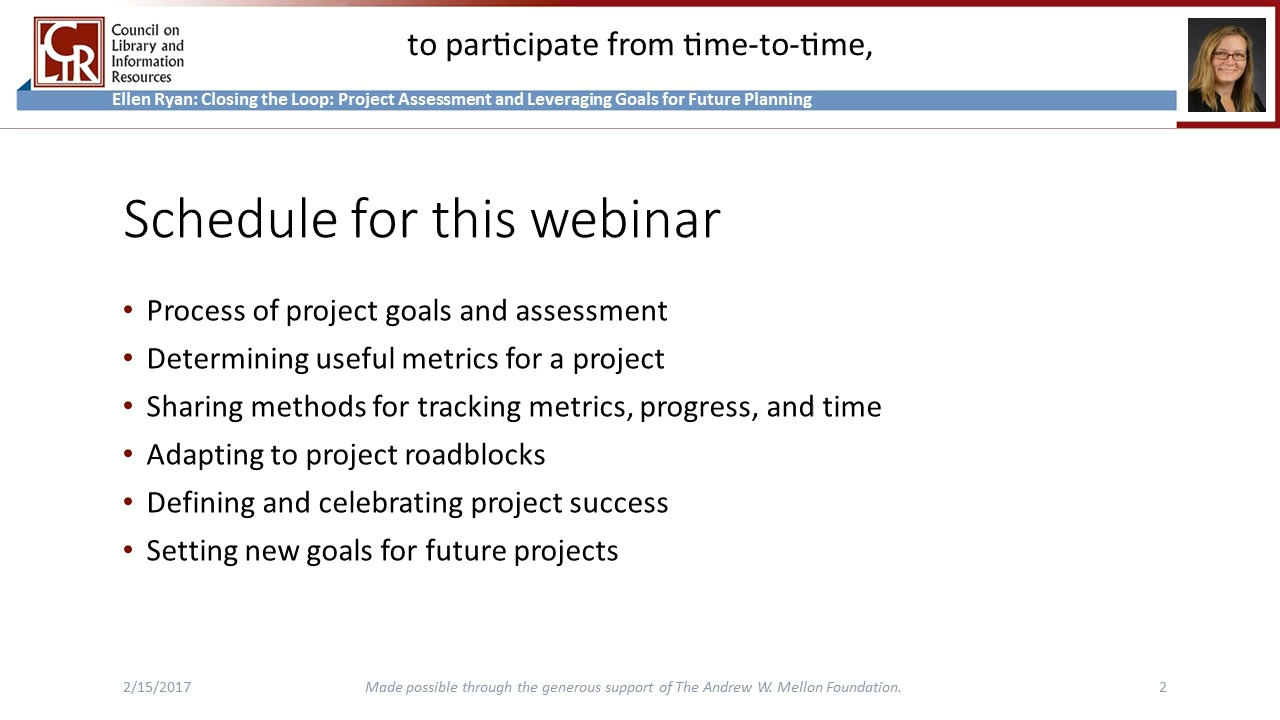 CLIR
Council on
Library and
Information
Resources
to participate from time-to-time,
Ellen Ryan: Closing the Loop: Project Assessment and Leveraging Goals for Future Planning
Schedule for this webinar
• Process of project goals and assessment
• Determining useful metrics for a project
• Sharing methods for tracking metrics, progress, and time
• Adapting to project roadblocks
• Defining and celebrating project success
• Setting new goals for future projects
2/15/2017
Made possible through the generous support of The Andrew W. Mellon Foundation.
2